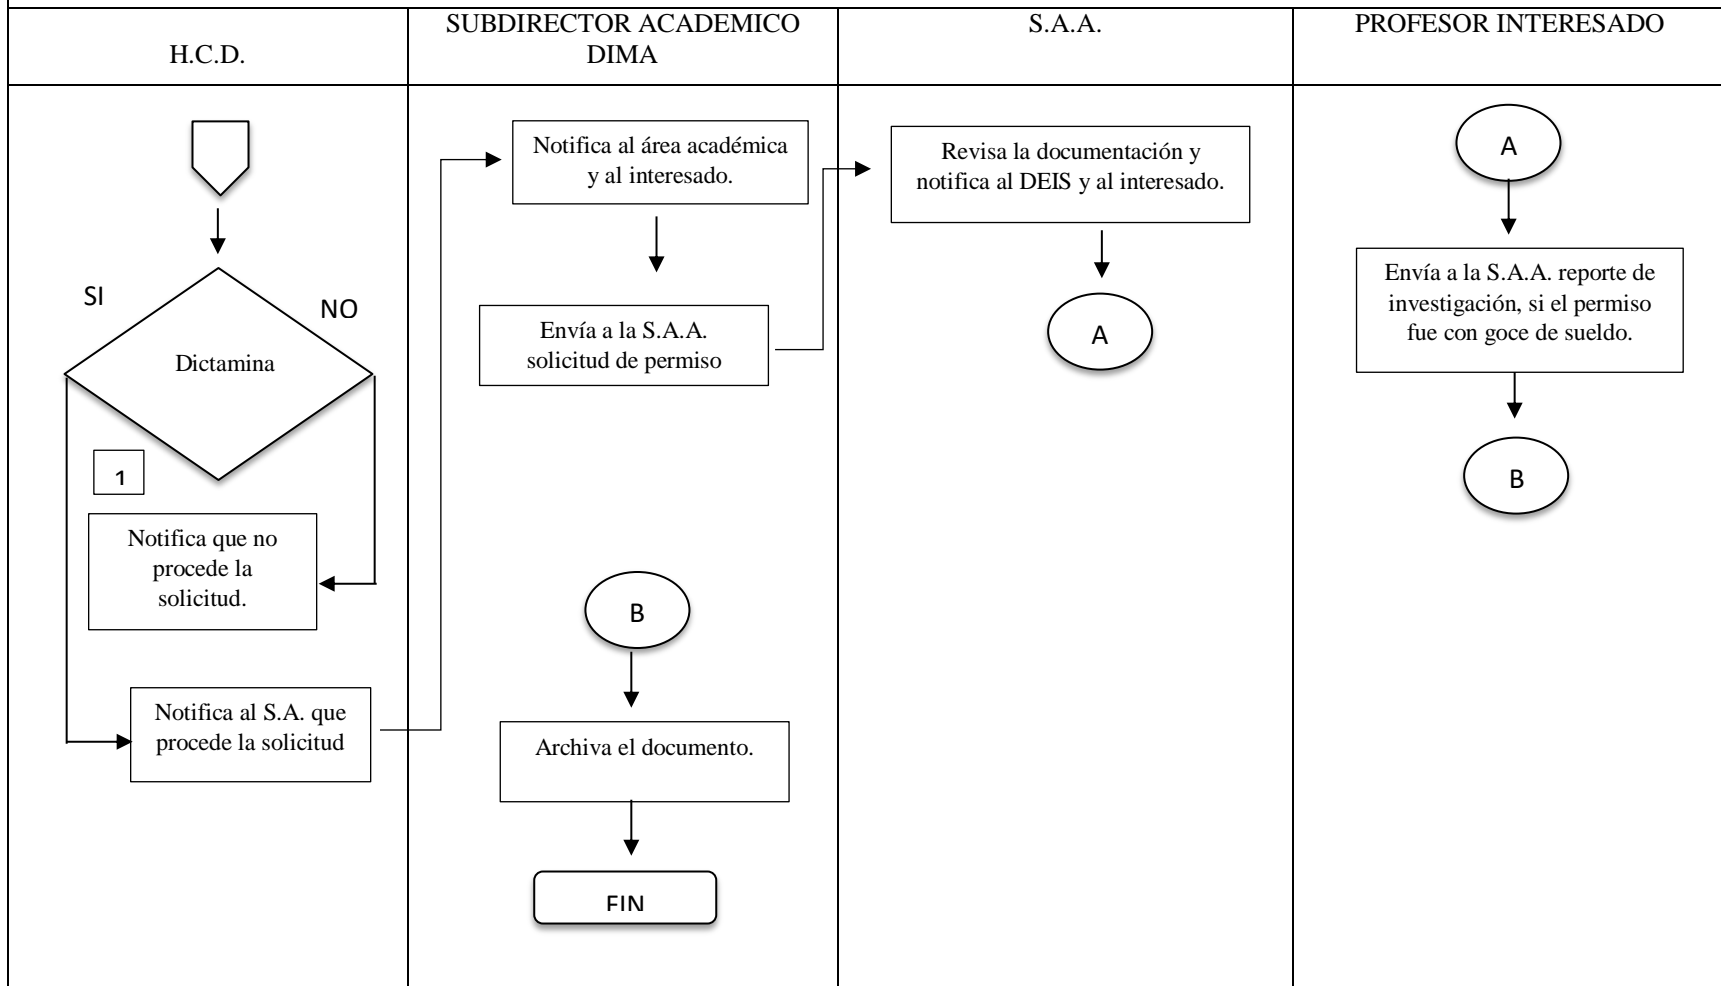 H.C.D.
SUBDIRECTOR ACADEMICO
DIMA
S.A.A.
PROFESOR INTERESADO
SI
NO
Dictamina
1
Notifica que no
procede la
solicitud.
Notifica al S.A. que
procede la solicitud
Notifica al área académica
y al interesado.
Envía a la S.A.A.
solicitud de permiso
B
Archiva el documento.
FIN
Revisa la documentación y
notifica al DEIS y al interesado.
A
A
Envía a la S.A.A. reporte de
investigación, si el permiso
fue con goce de sueldo.
B